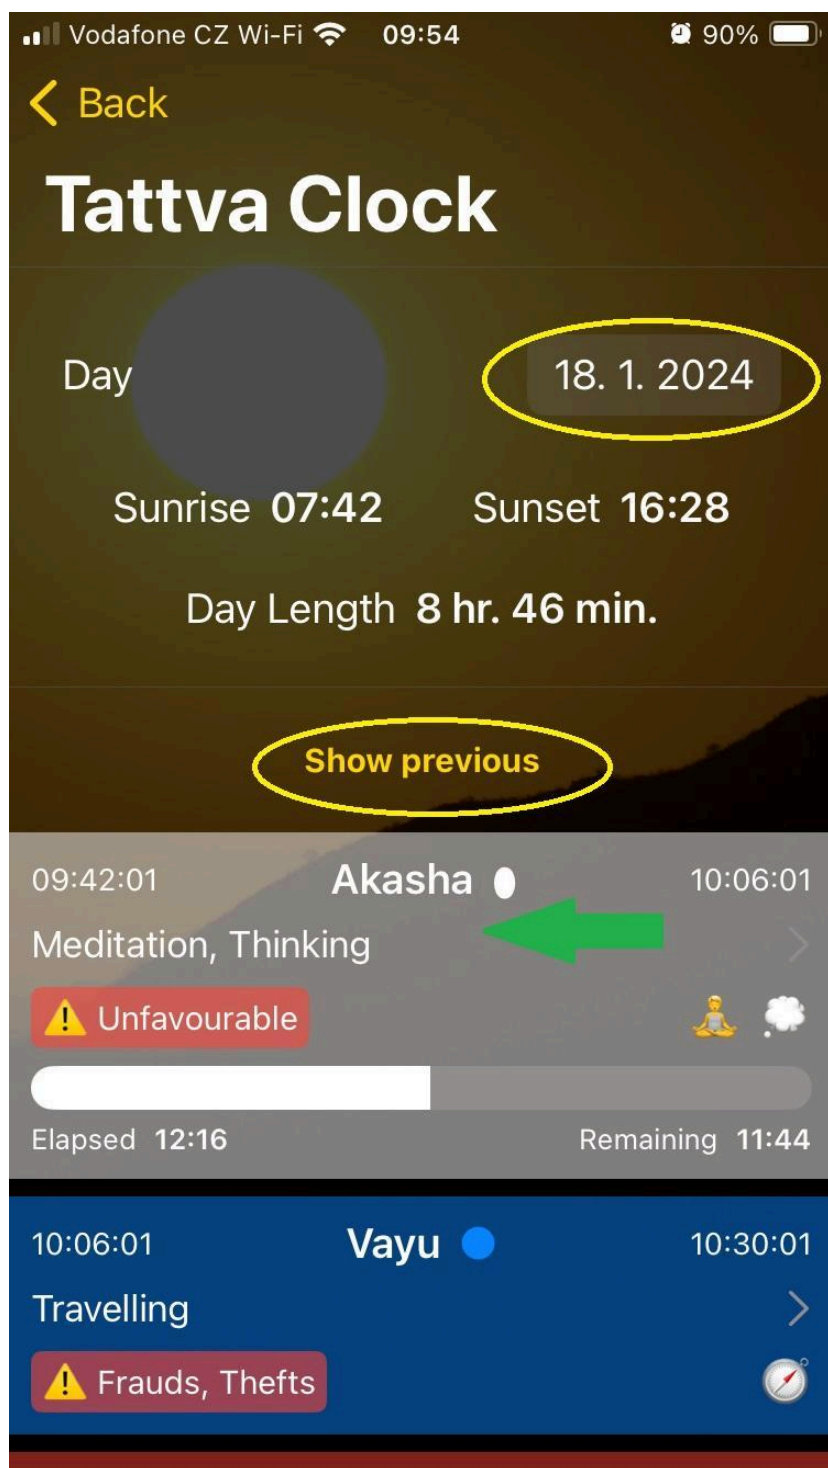 Vodafone CZ Wi-Fi 09:54 90%
Back
Tattva Clock
Day 18. 1. 2024
Sunrise 07:42 Sunset 16:28
Day Length 8 hr. 46 min.
Show previous
09:42:01 Akasha 10:06:01
Meditation, Thinking
Unfavourable
Elapsed 12:16 Remaining 11:44
10:06:01 Vayu 10:30:01
Travelling
Frauds, Thefts